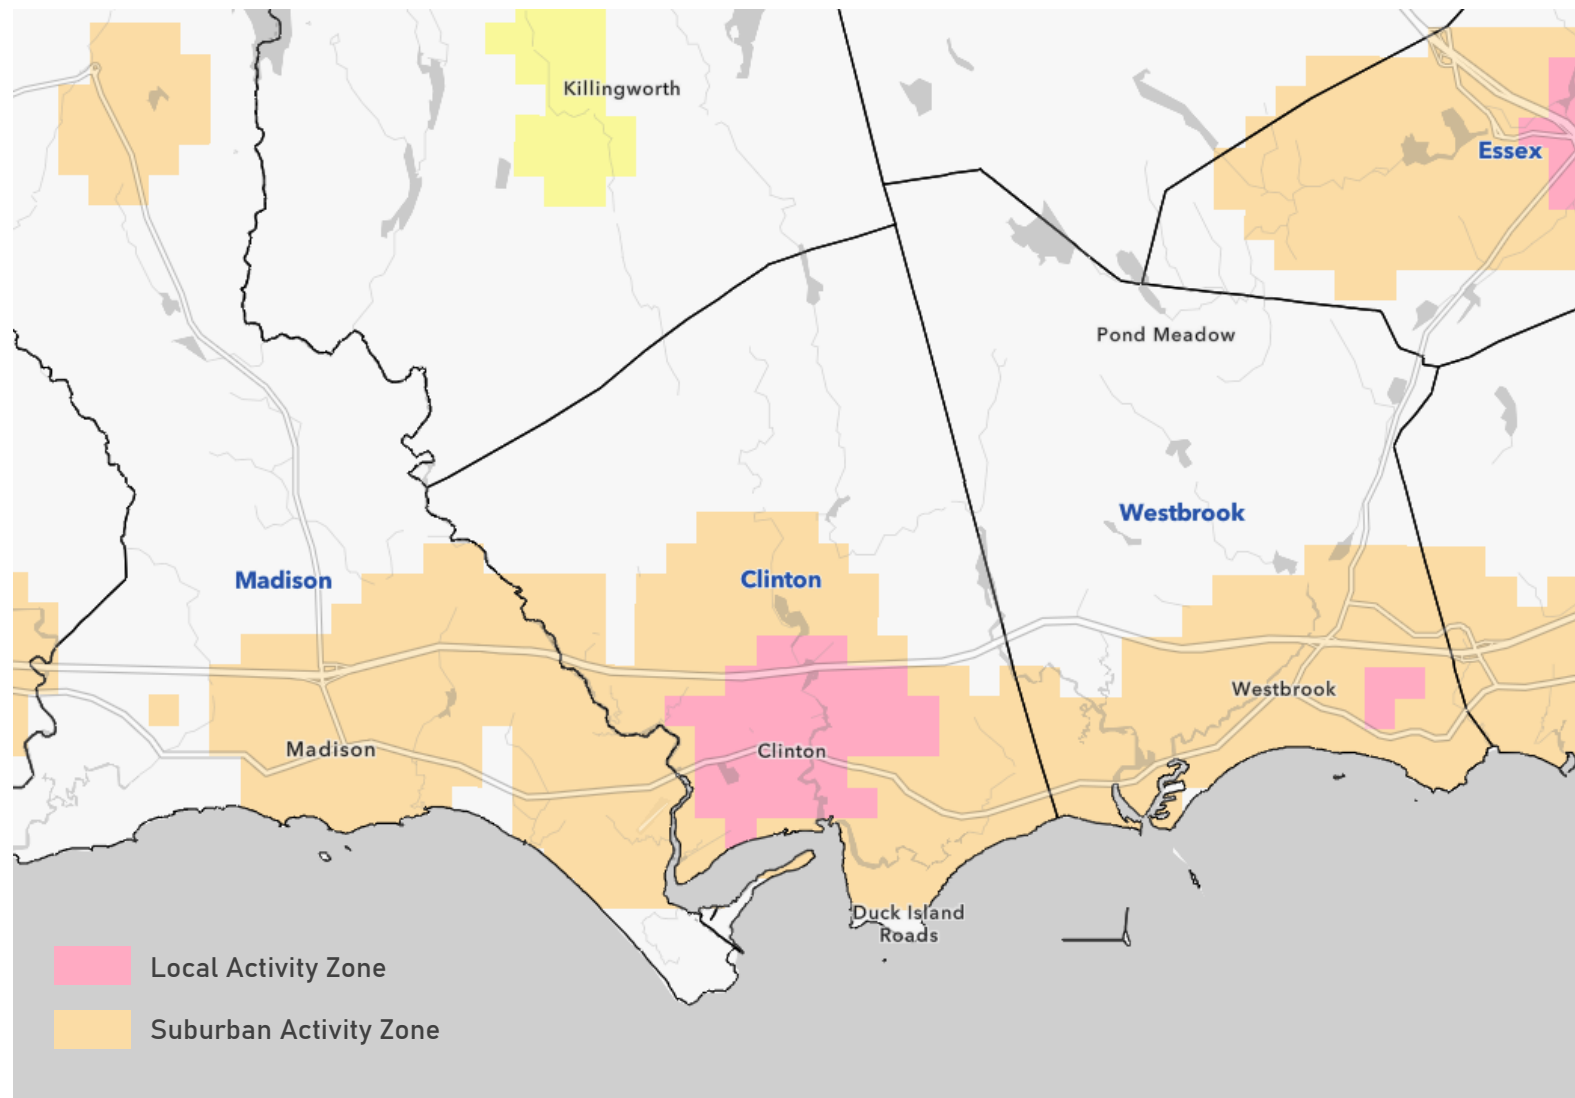 Killingworth
Essex
Pond Meadow
Westbrook
Madison
Clinton
Westbrook
Madison
Clinton
Duck Island
Roads
Local Activity Zone
Suburban Activity Zone